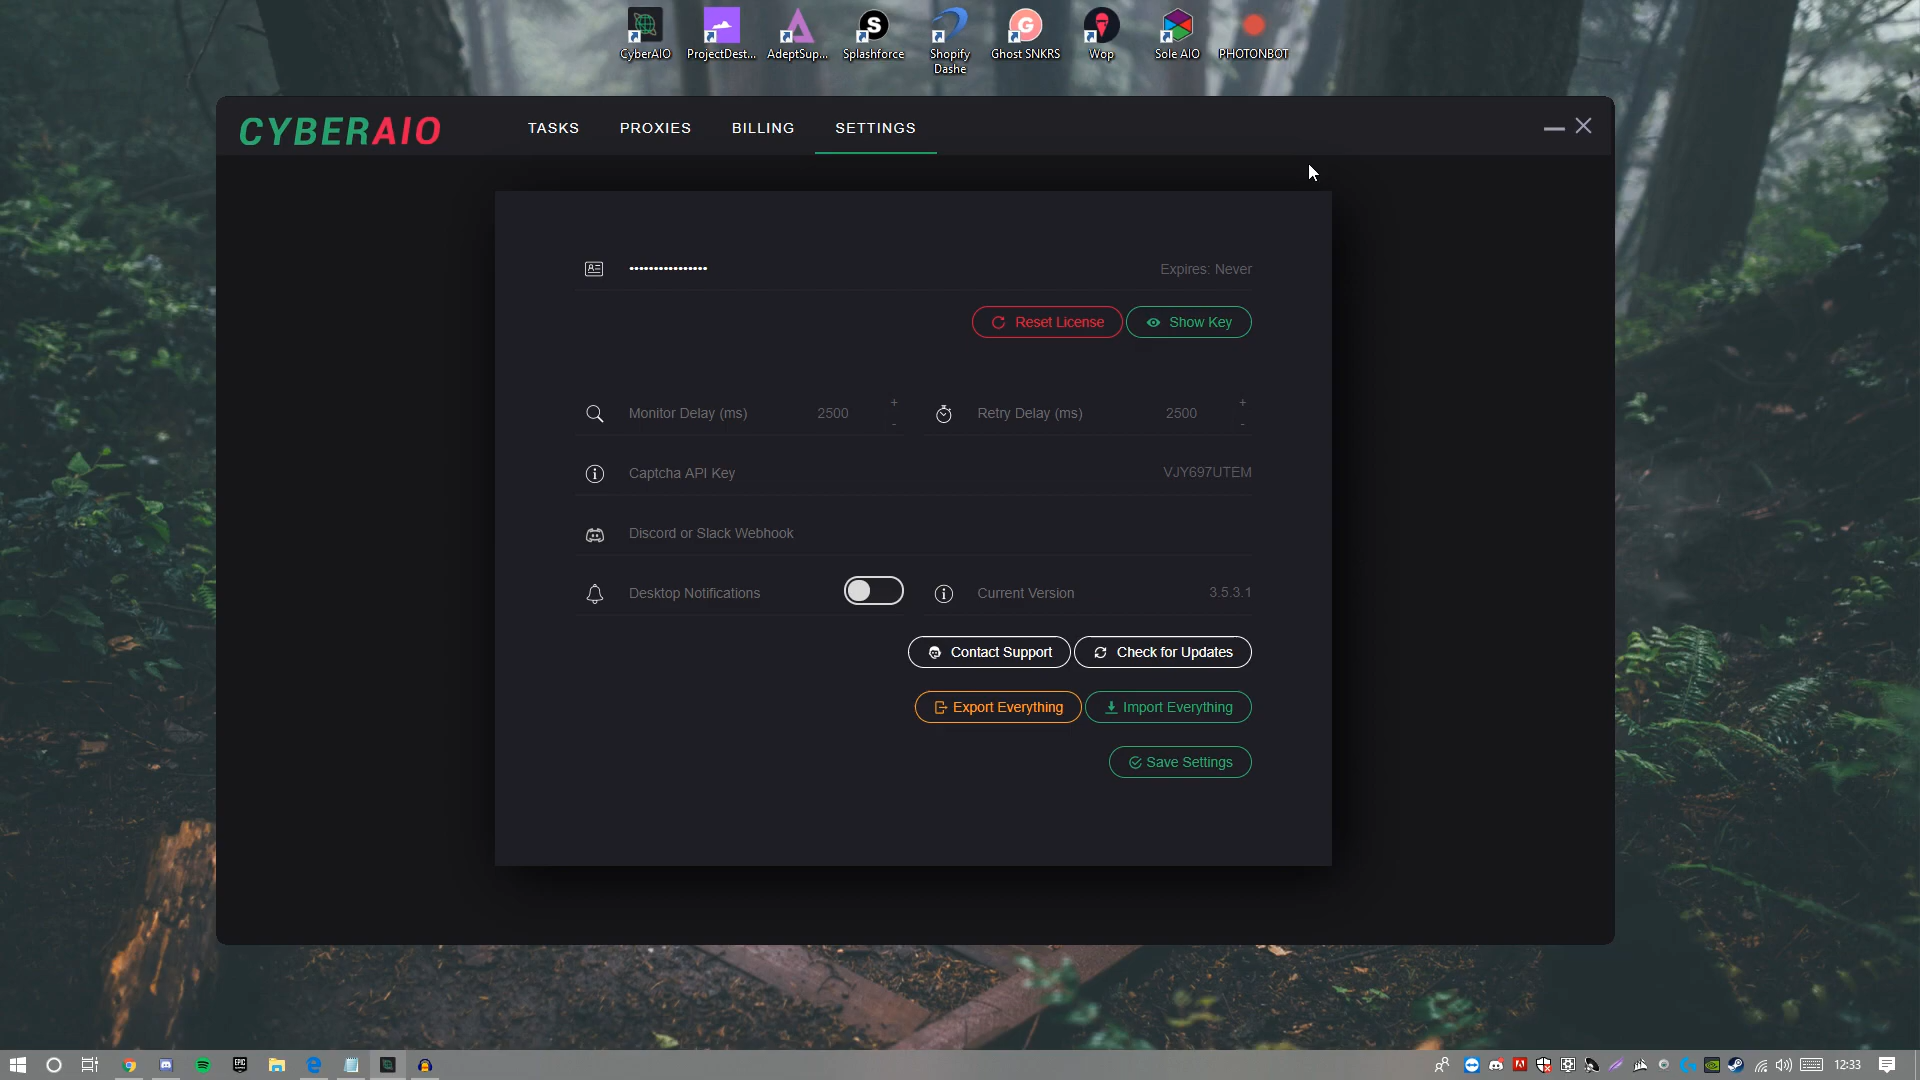 CyberAIO
ProjectDest...
AdeptSup...
Splashforce
Shopify
Dashe
Ghost SNKRS
Wop
Sole AIO
PHOTONBOT
CYBERAIO
TASKS
PROXIES
BILLING
SETTINGS
••••••••••••••••
Expires: Never
Reset License
Show Key
Monitor Delay (ms)
2500
+
-
Retry Delay (ms)
2500
+
-
Captcha API Key
VJY697UTEM
Discord or Slack Webhook
Desktop Notifications
Current Version
3.5.3.1
Contact Support
Check for Updates
Export Everything
Import Everything
Save Settings
EPIC
12:33